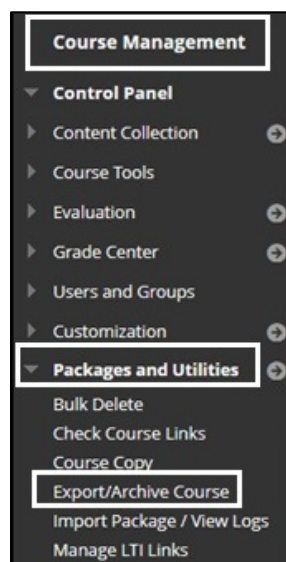 Course Management
Control Panel
Content Collection
Course Tools
Evaluation
Grade Center
Users and Groups
Customization
Packages and Utilities
Bulk Delete
Check Course Links
Course Copy
Export/Archive Course
Import Package / View Logs
Manage LTI Links